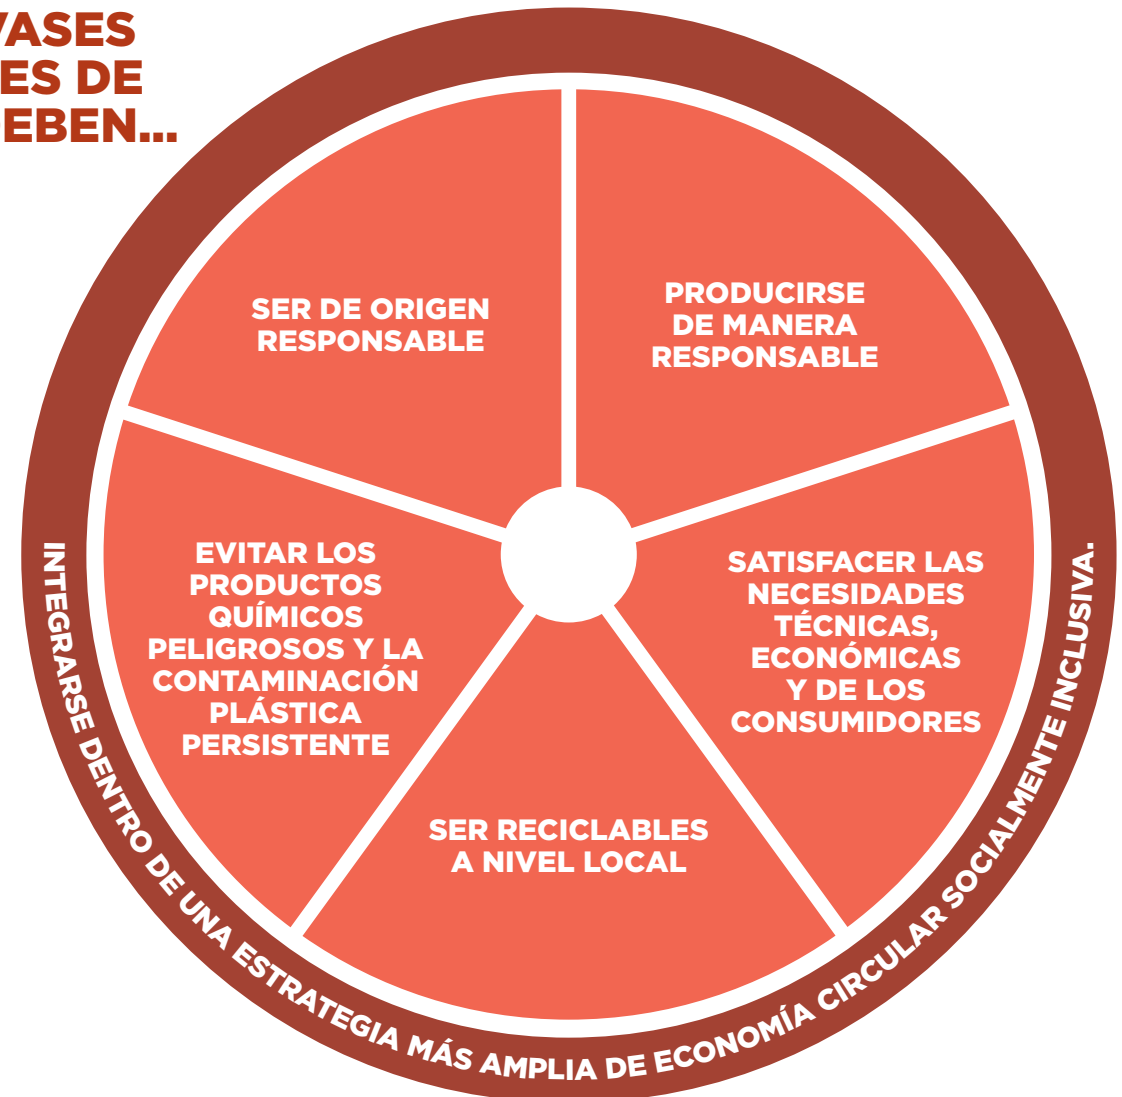 VASES
ES DE
DEBEN...
SER DE ORIGEN
RESPONSABLE
PRODUCIRSE
DE MANERA
RESPONSABLE
EVITAR LOS
PRODUCTOS
QUÍMICOS
PELIGROSOS Y LA
CONTAMINACIÓN
PLÁSTICA
PERSISTENTE
SATISFACER LAS
NECESIDADES
TÉCNICAS,
ECONÓMICAS
Y DE LOS
CONSUMIDORES
SER RECICLABLES
A NIVEL LOCAL
INTEGRARSE DENTRO DE UNA ESTRATEGIA MÁS AMPLIA DE ECONOMÍA CIRCULAR SOCIALMENTE INCLUSIVA.